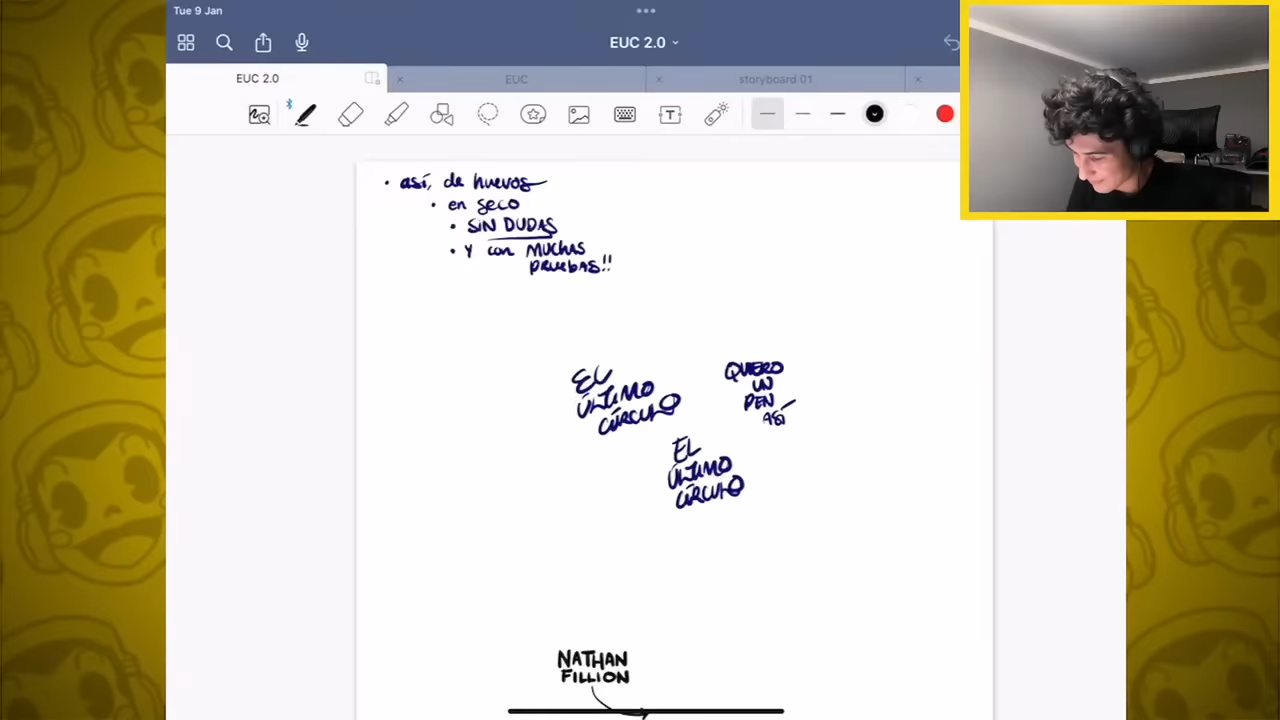 Tue 9 Jan
EUC 2.0
EUC 2.0
EUC
storyboard 01
T
• así, de huevos
• en seco
• SIN DUDAS
• Y con MUCHAS
PRUEBAS!!
EL
ÚLTIMO
CÍRCULO
QUIERO
UN
PEN
ASÍ
EL
ÚLTIMO
CÍRCULO
NATHAN
FILLION